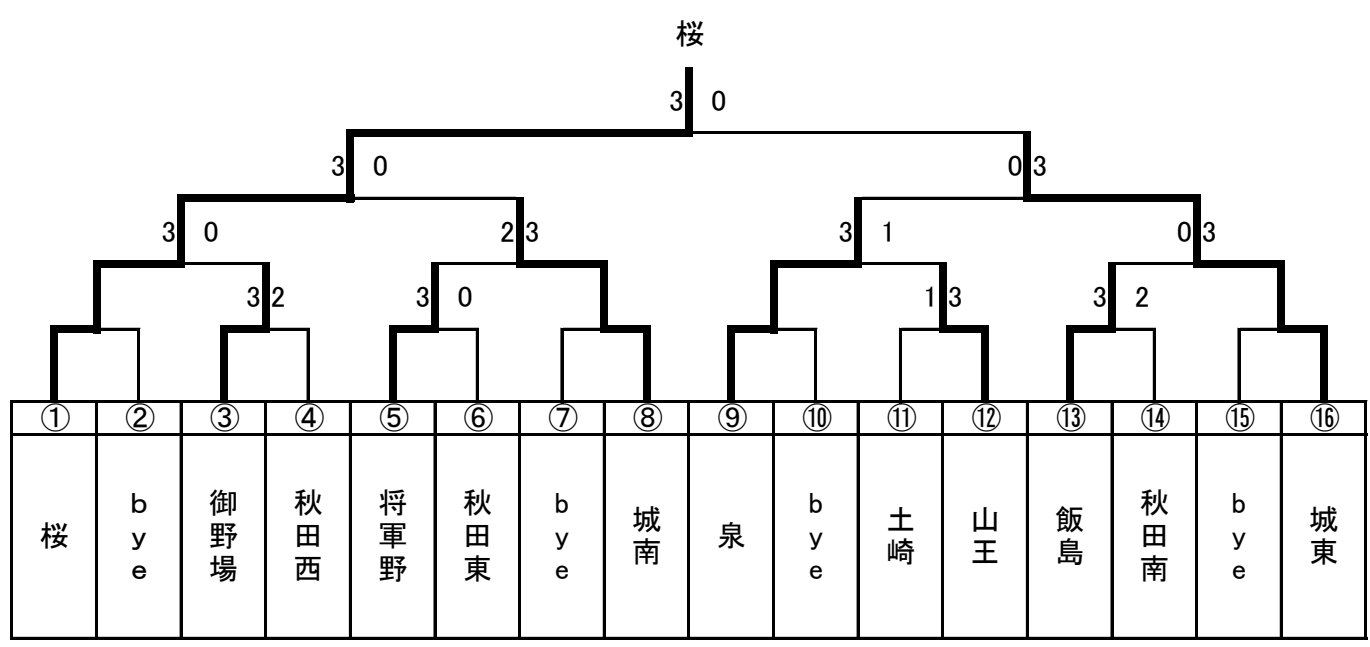 桜
3 0
3 0 0 3
3 0 2 3 3 1 0 3
3 2 3 0 1 3 3 2
① ② ③ ④ ⑤ ⑥ ⑦ ⑧ ⑨ ⑩ ⑪ ⑫ ⑬ ⑭ ⑮ ⑯
桜
bye
御野場
秋田西
将軍野
秋田東
bye
城南
泉
bye
土崎
山王
飯島
秋田南
bye
城東